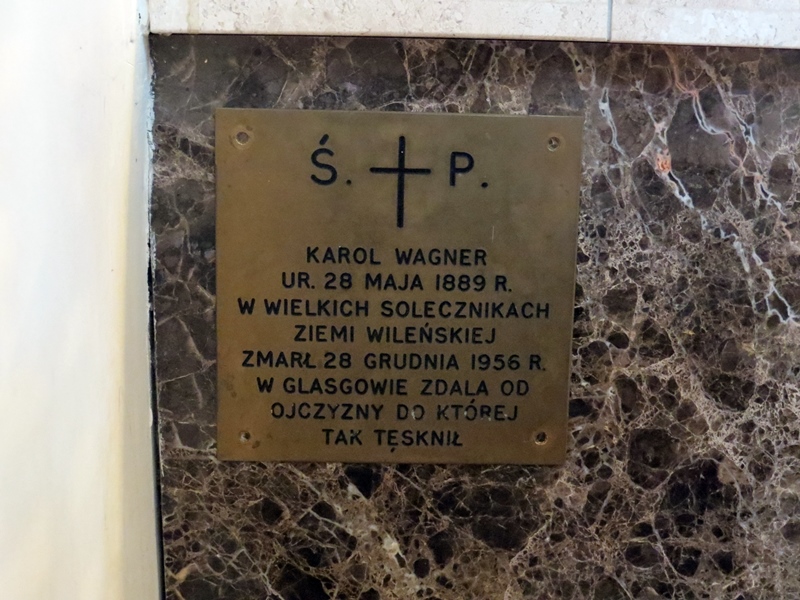 Ś. P.
KAROL WAGNER
UR. 28 MAJA 1889 R.
W WIELKICH SOLECZNIKACH
ZIEMI WILEŃSKIEJ
ZMARŁ 28 GRUDNIA 1956 R.
W GLASGOWIE ZDALA OD
OJCZYZNY DO KTÓREJ
TAK TĘSKNIŁ